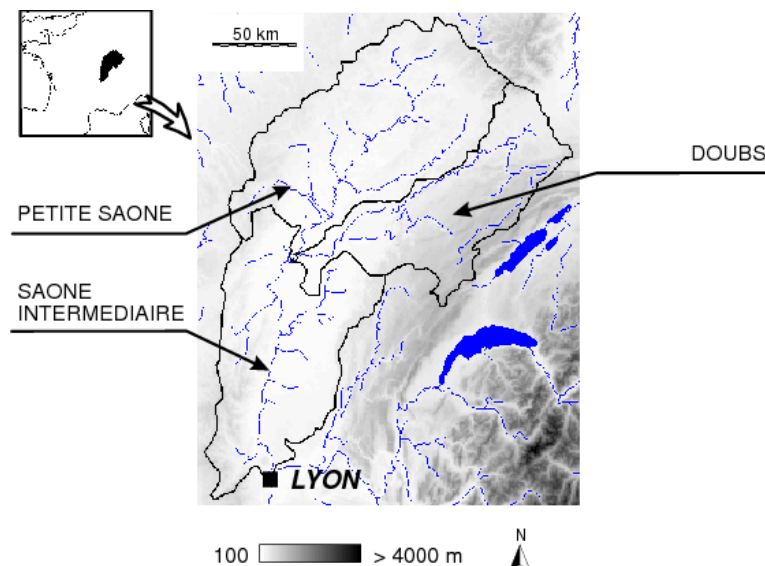 50 km
DOUBS
PETITE SAONE
SAONE
INTERMEDIAIRE
LYON
100 > 4000 m
N